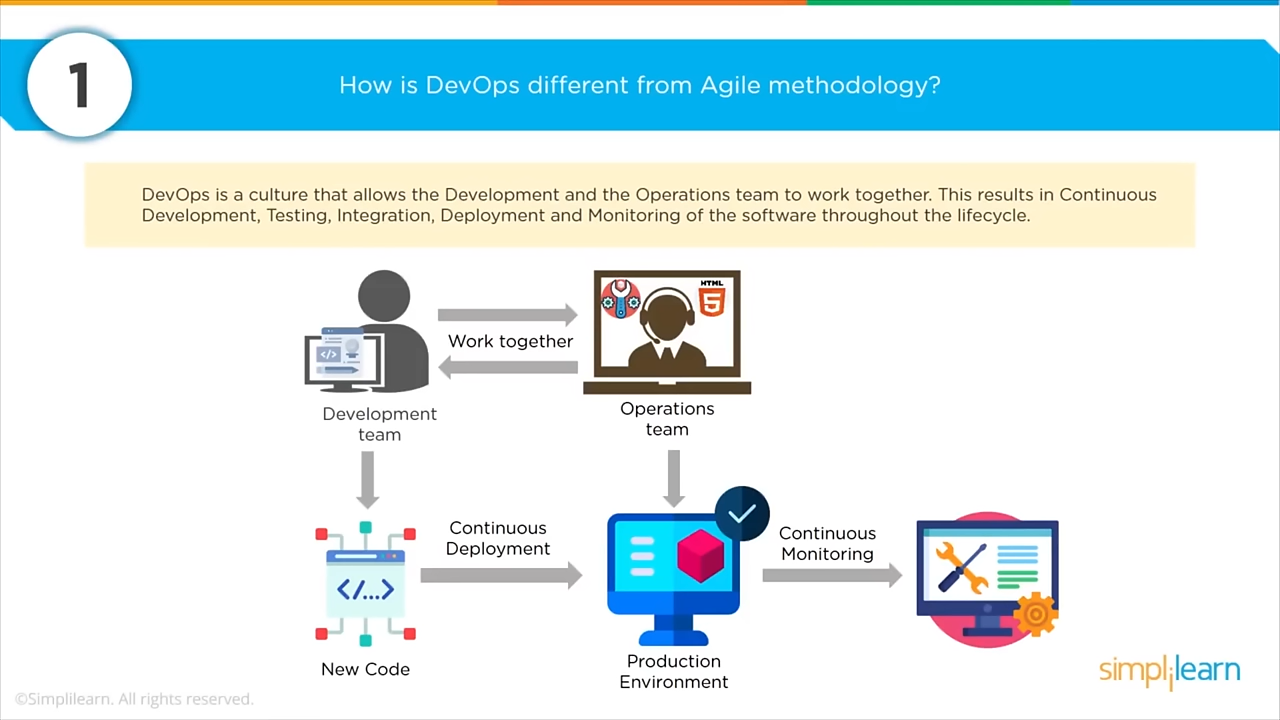 1
How is DevOps different from Agile methodology?
DevOps is a culture that allows the Development and the Operations team to work together. This results in Continuous
Development, Testing, Integration, Deployment and Monitoring of the software throughout the lifecycle.
HTML
5
Work together
</>
Development
team
Operations
team
Continuous
Deployment
Continuous
Monitoring
</...>
New Code
Production
Environment
simplilearn
©Simplilearn. All rights reserved.